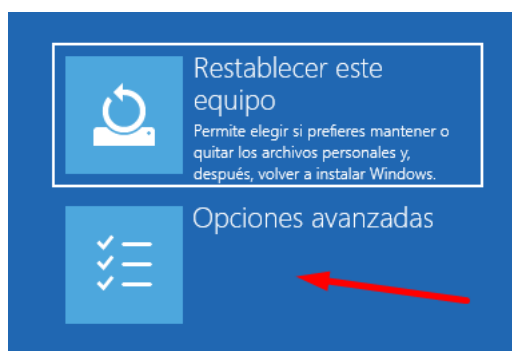 Restablecer este
equipo
Permite elegir si prefieres mantener o
quitar los archivos personales y,
después, volver a instalar Windows.
Opciones avanzadas